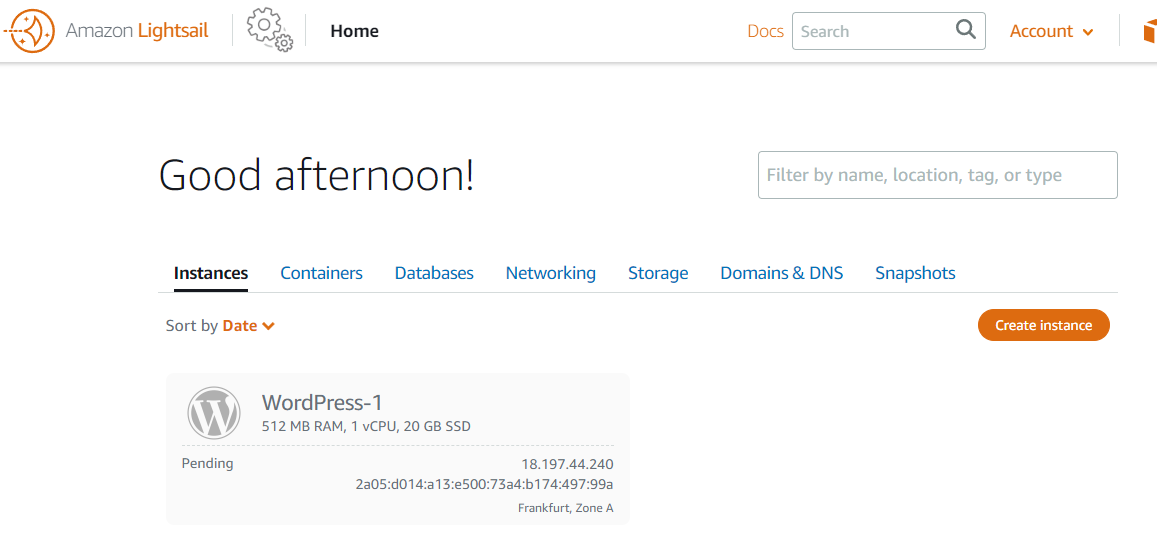 Amazon Lightsail Home Docs Search Account
Good afternoon!
Filter by name, location, tag, or type
Instances Containers Databases Networking Storage Domains & DNS Snapshots
Sort by Date
Create instance
WordPress-1
512 MB RAM, 1 vCPU, 20 GB SSD
Pending
18.197.44.240
2a05:d014:a13:e500:73a4:b174:497:99a
Frankfurt, Zone A